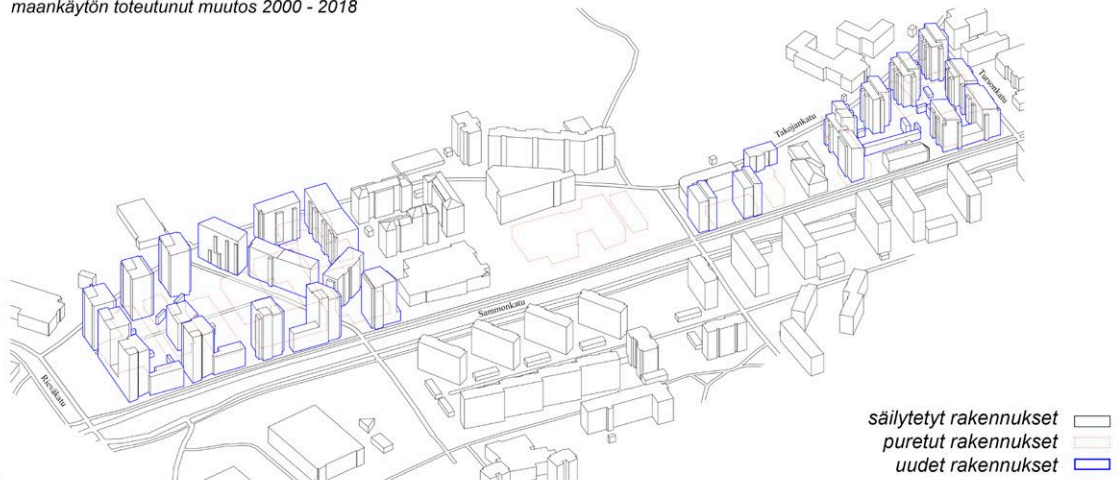 maankäytön toteutunut muutos 2000 - 2018
Tursonkatu
Takojankatu
Sammonkatu
Rieväkatu
säilytetyt rakennukset
puretut rakennukset
uudet rakennukset